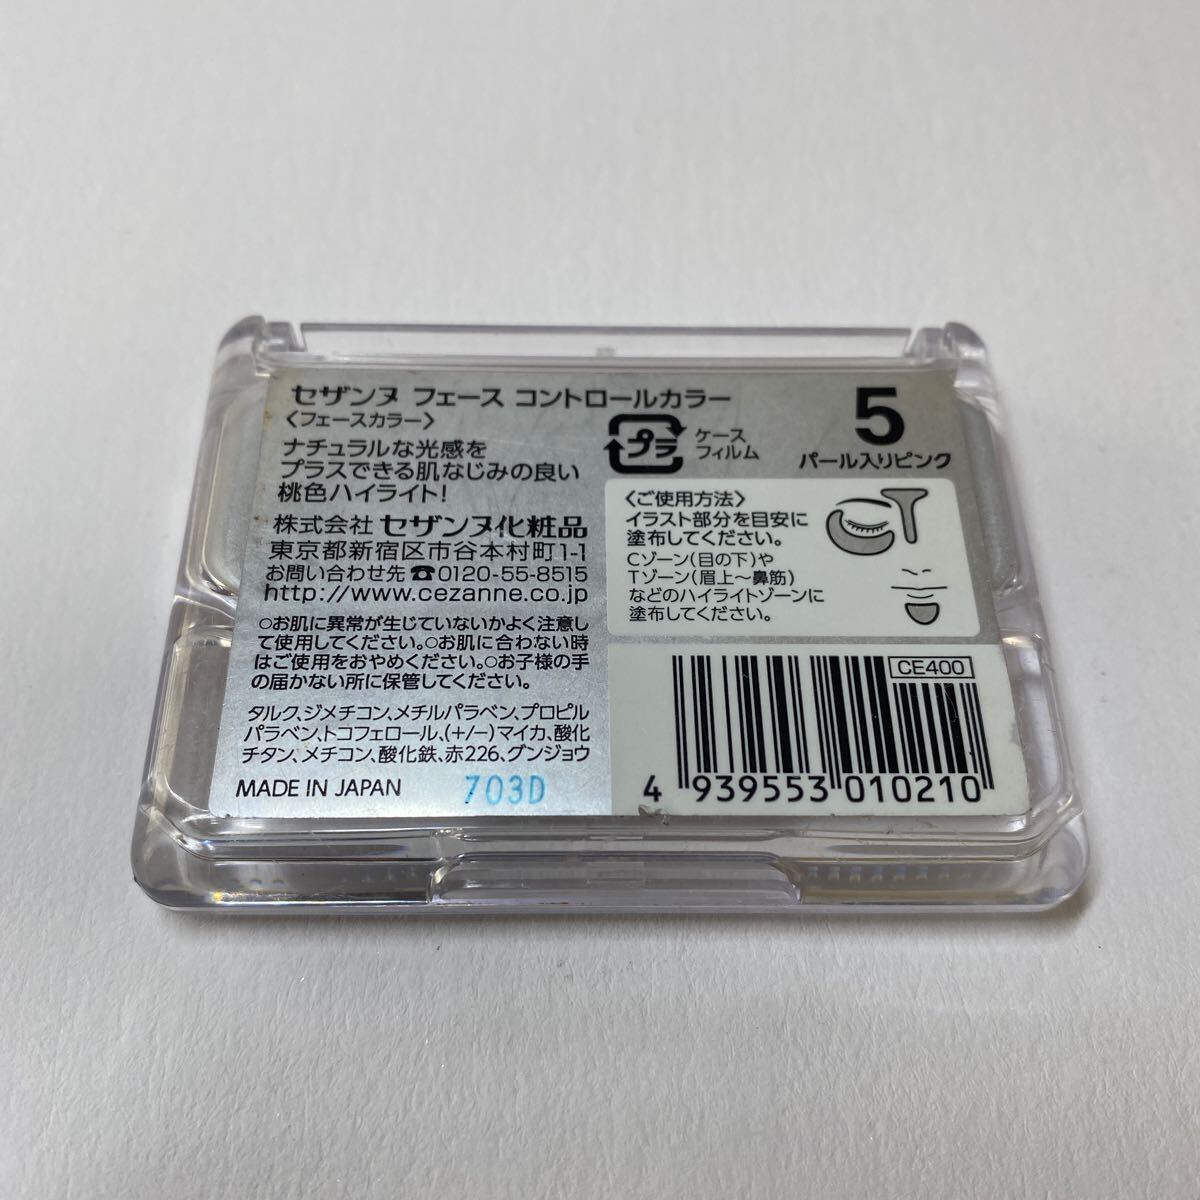 セザンヌ フェース コントロールカラー
〈フェースカラー〉
ナチュラルな光感を
プラスできる肌なじみの良い
桃色ハイライト!
株式会社 セザンヌ化粧品
東京都新宿区市谷本村町1-1
お問い合わせ先☎0120-55-8515
http://www.cezanne.co.jp
○お肌に異常が生じていないかよく注意し
て使用してください。○お肌に合わない時
はご使用をおやめください。○お子様の手
の届かない所に保管してください。
タルク、ジメチコン、メチルパラベン、プロピル
パラベン、トコフェロール、(+/−)マイカ、酸化
チタン、メチコン、酸化鉄、赤226、グンジョウ
MADE IN JAPAN 703D
プラ
ケース
フィルム
5
パール入りピンク
〈ご使用方法〉
イラスト部分を目安に
塗布してください。
Cゾーン(目の下)や
Tゾーン(眉上〜鼻筋)
などのハイライトゾーンに
塗布してください。
CE400
4 939553 010210